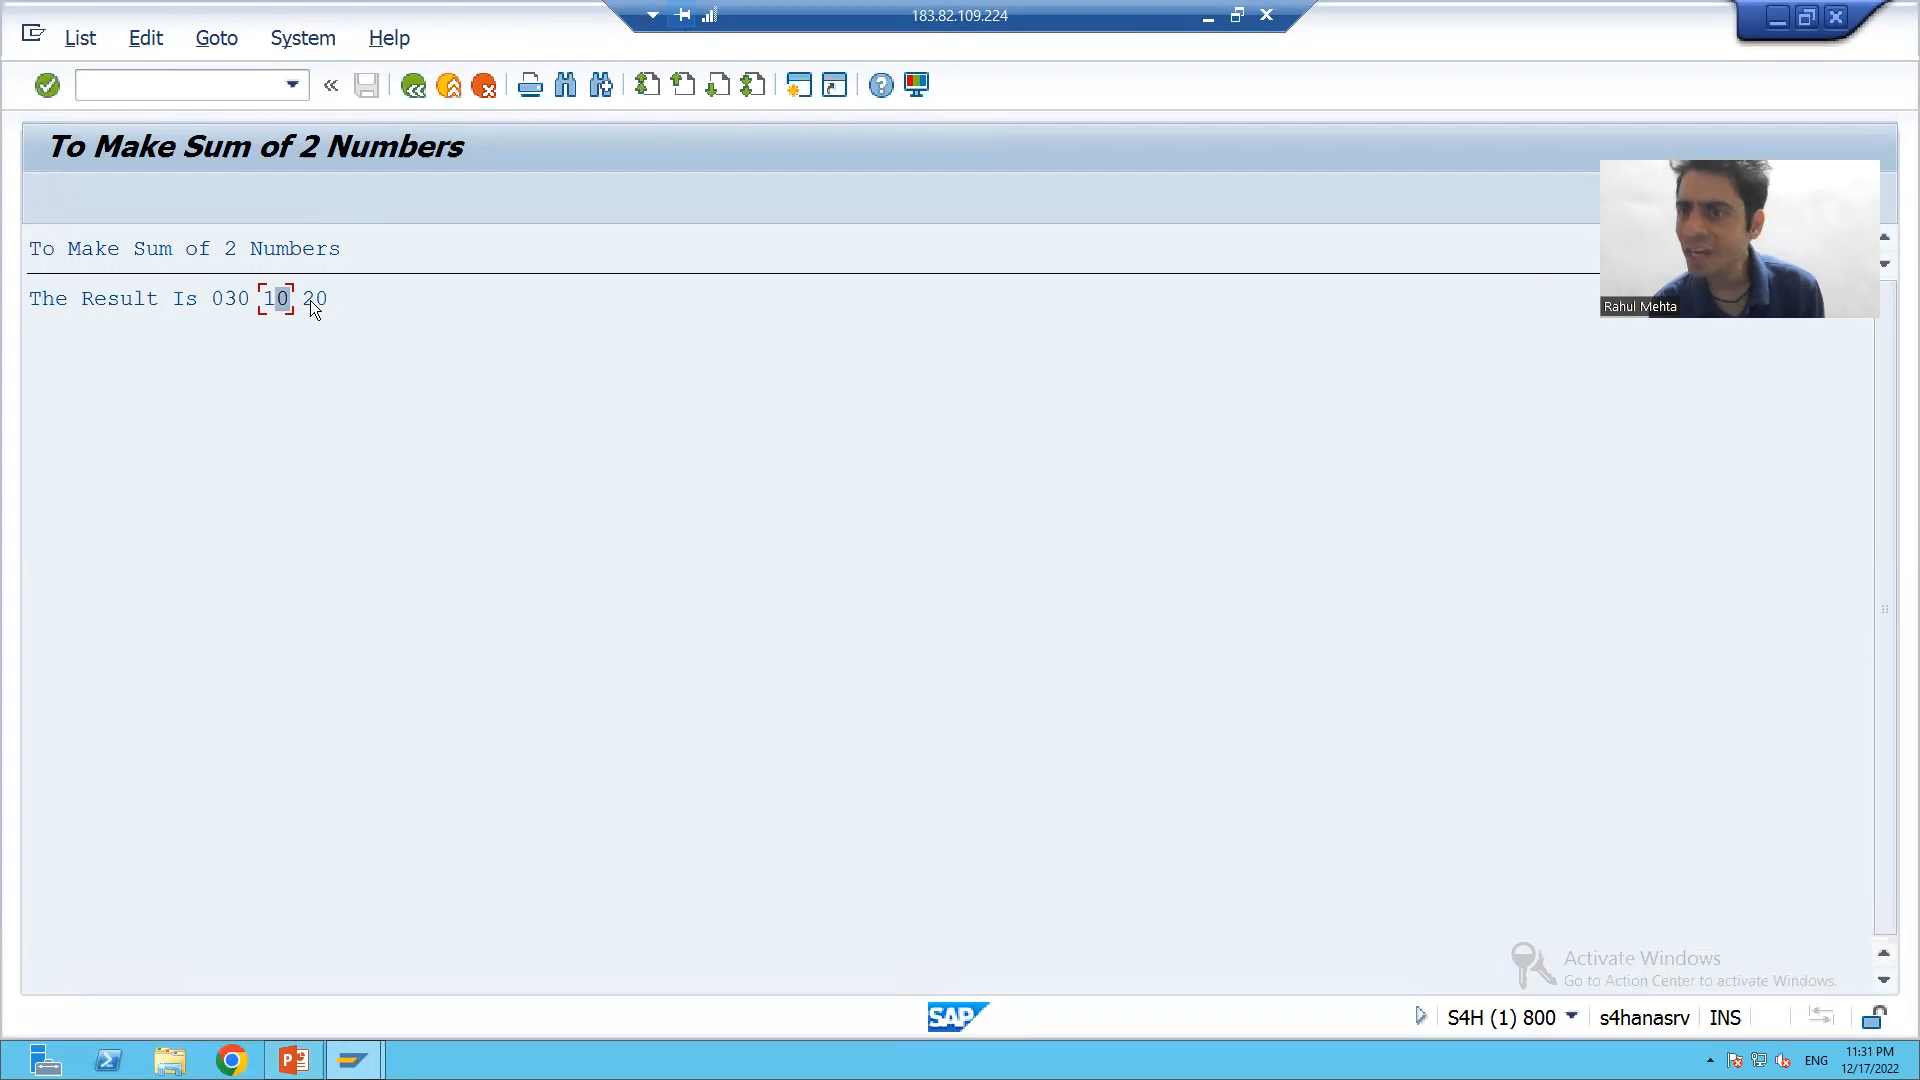 183.82.109.224
List Edit Goto System Help
To Make Sum of 2 Numbers
To Make Sum of 2 Numbers
The Result Is 030 10 20
Rahul Mehta
Activate Windows
Go to Action Center to activate Windows.
SAP
S4H (1) 800 s4hanasrv INS
ENG
11:31 PM
12/17/2022